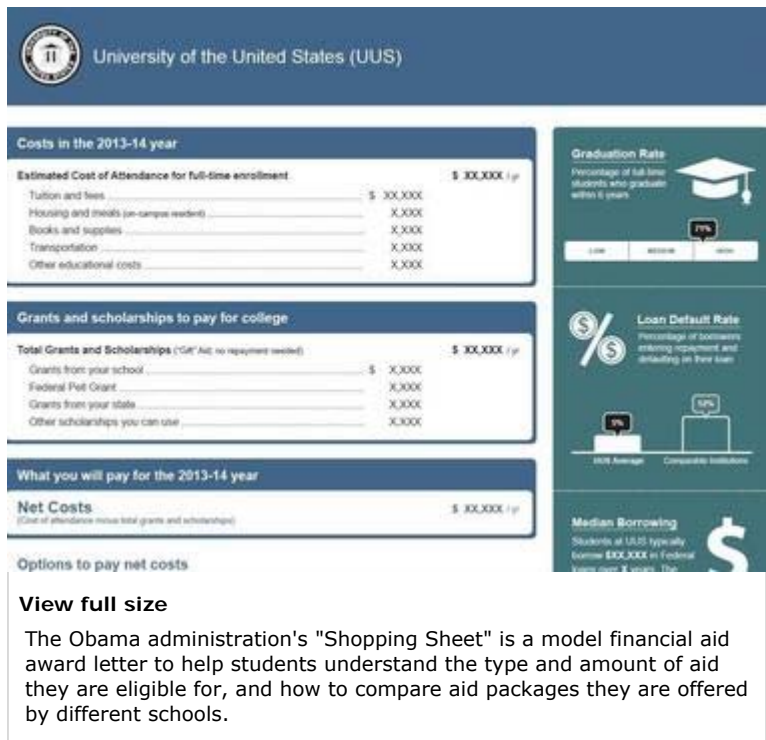 University of the United States (UUS)
Costs in the 2013-14 year
Estimated Cost of Attendance for full-time enrollment $ XX,XXX / yr
Tuition and fees $ XX,XXX
Housing and meals (on-campus resident) X,XXX
Books and supplies X,XXX
Transportation X,XXX
Other educational costs X,XXX
Grants and scholarships to pay for college
Total Grants and Scholarships ("Gift" Aid; no repayment needed) $ XX,XXX / yr
Grants from your school $ X,XXX
Federal Pell Grant X,XXX
Grants from your state X,XXX
Other scholarships you can use X,XXX
What you will pay for the 2013-14 year
Net Costs $ XX,XXX / yr
(Cost of attendance minus total grants and scholarships)
Options to pay net costs
Graduation Rate
Percentage of full-time
students who graduate
within 6 years
71%
LOW MEDIUM HIGH
Loan Default Rate
Percentage of borrowers
entering repayment and
defaulting on their loan
5%
UUS Average Comparable Institutions
Median Borrowing
Students at UUS typically
borrow $XX,XXX in Federal
loans over X years. The
View full size
The Obama administration's "Shopping Sheet" is a model financial aid
award letter to help students understand the type and amount of aid
they are eligible for, and how to compare aid packages they are offered
by different schools.